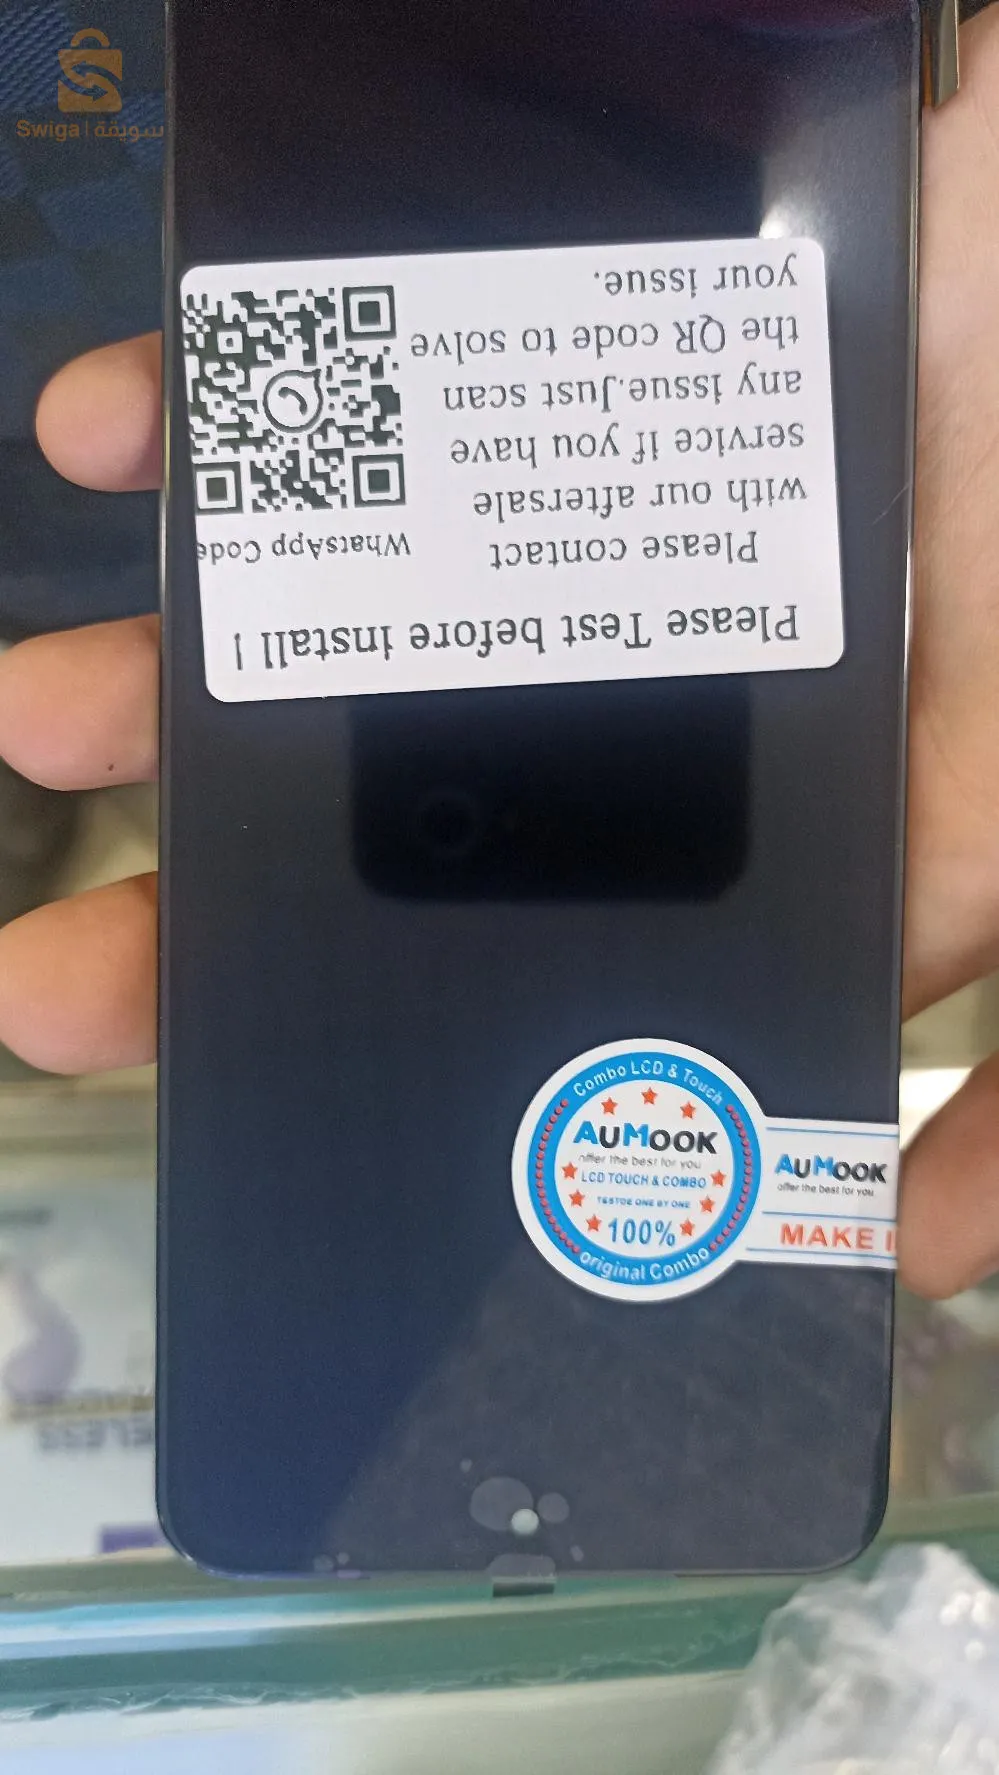 Swiga | سويقة
Please Test before install !
Please contact
with our aftersale
service if you have
any issue.Just scan
the QR code to solve
your issue.
WhatsApp Code
Combo LCD & Touch
AUMOOK
offer the best for you
LCD TOUCH & COMBO
TESTDE ONE BY ONE
100%
original Combo
AUMOOK
offer the best for you
MAKE